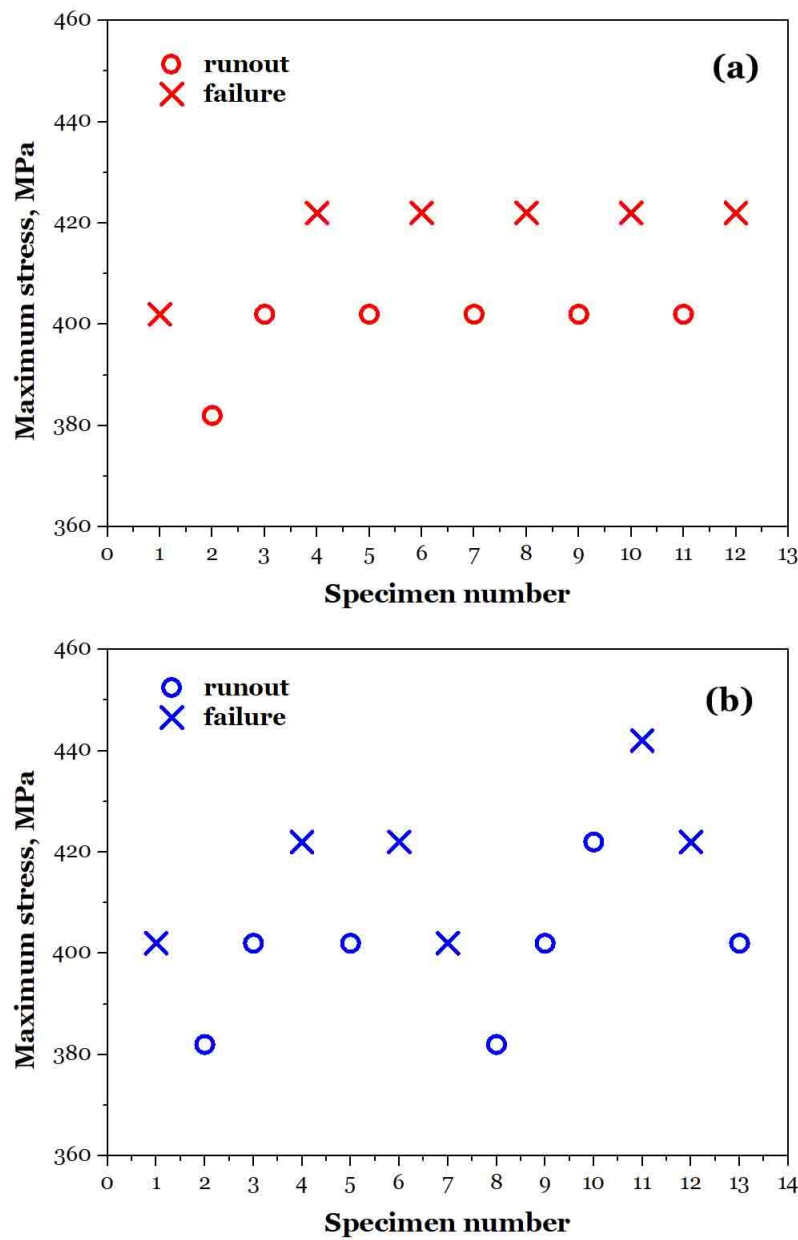 460
runout
failure
(a)
440
420
400
380
360
0 1 2 3 4 5 6 7 8 9 10 11 12 13
Maximum stress, MPa
Specimen number
460
runout
failure
(b)
440
420
400
380
360
0 1 2 3 4 5 6 7 8 9 10 11 12 13 14
Maximum stress, MPa
Specimen number